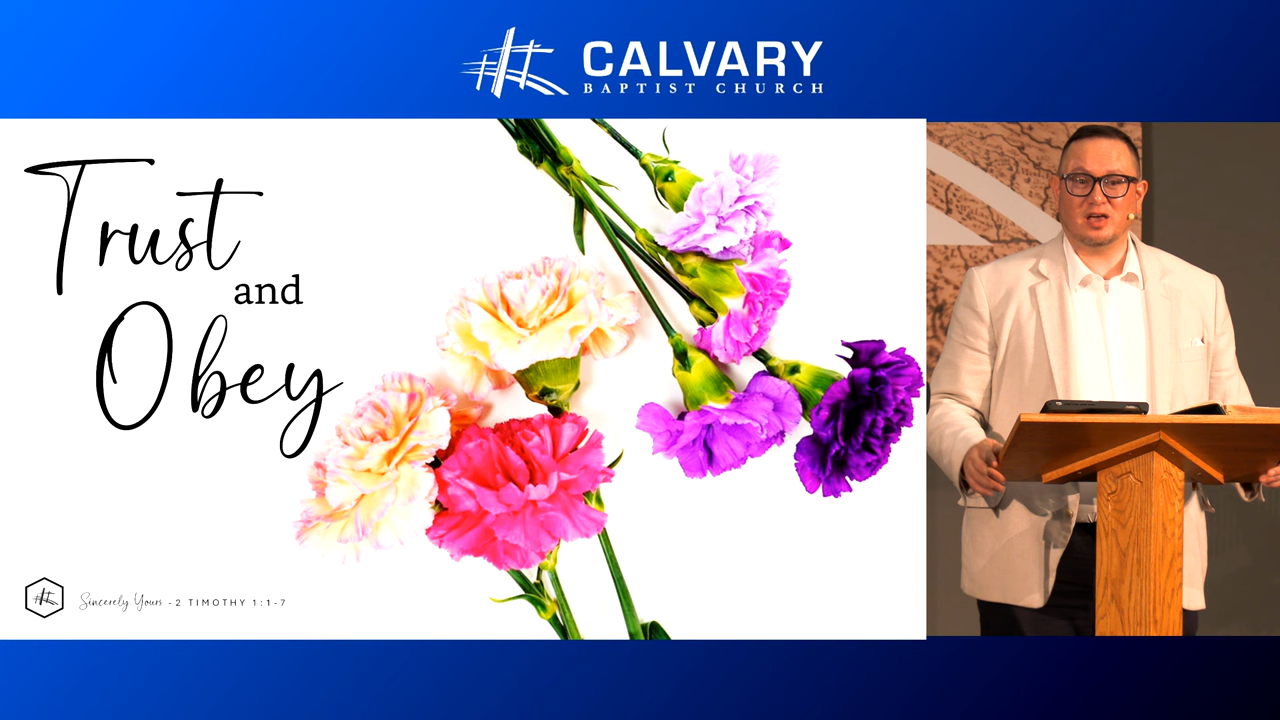 CALVARY
BAPTIST CHURCH
Trust
and
Obey
Sincerely Yours - 2 TIMOTHY 1:1-7